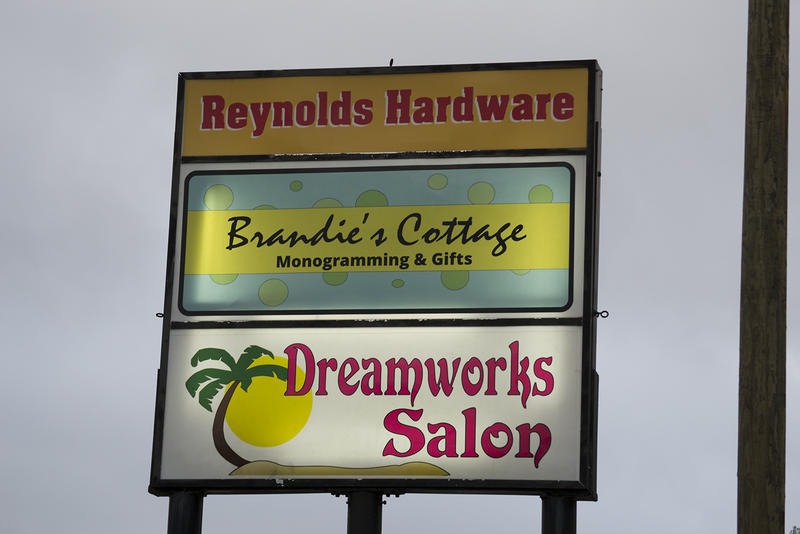 Reynolds Hardware
Brandie's Cottage
Monogramming & Gifts
Dreamworks
Salon